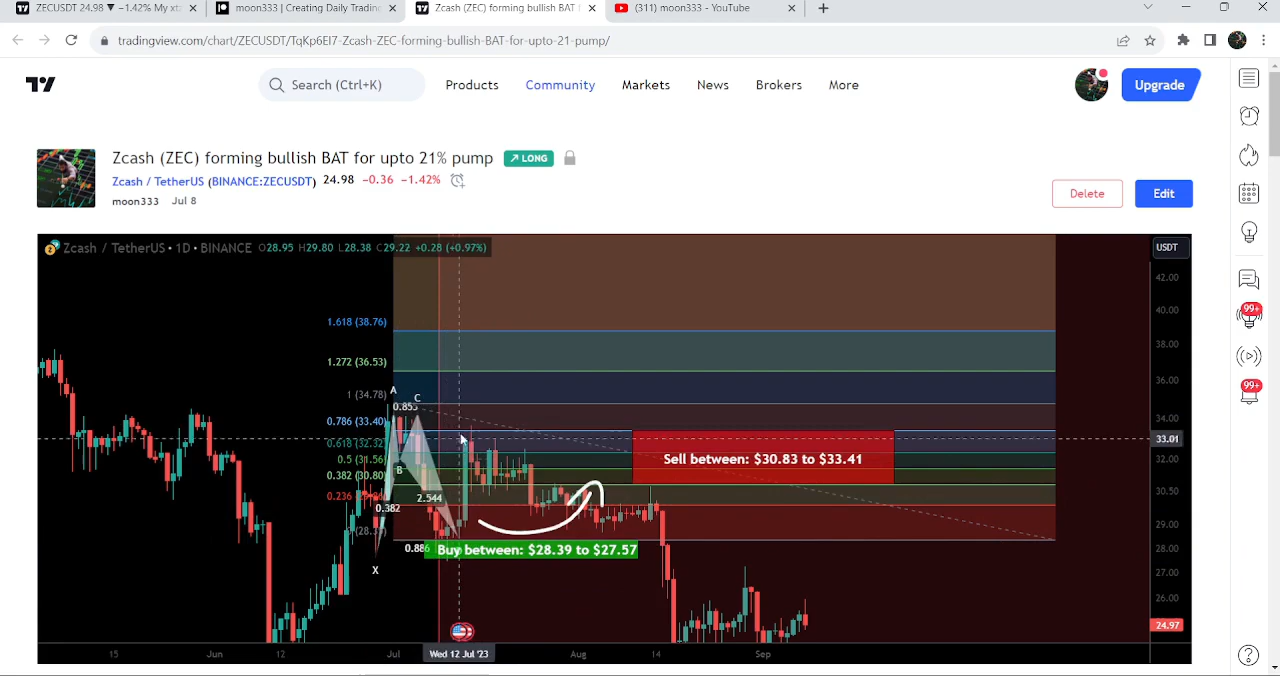 ZECUSDT 24.98 ▼ −1.42% My xt
moon333 | Creating Daily Trading
Zcash (ZEC) forming bullish BAT f
(311) moon333 - YouTube
tradingview.com/chart/ZECUSDT/TqKp6EI7-Zcash-ZEC-forming-bullish-BAT-for-upto-21-pump/
Search (Ctrl+K)
Products
Community
Markets
News
Brokers
More
Upgrade
Zcash (ZEC) forming bullish BAT for upto 21% pump
LONG
Zcash / TetherUS (BINANCE:ZECUSDT) 24.98 −0.36 −1.42%
moon333 Jul 8
Delete
Edit
Zcash / TetherUS • 1D • BINANCE O28.95 H29.80 L28.38 C29.22 +0.28 (+0.97%)
USDT
42.00
40.00
38.00
36.00
34.00
33.01
32.00
30.50
29.00
28.00
27.00
26.00
24.97
1.618 (38.76)
1.272 (36.53)
1 (34.78)
0.786 (33.40)
0.618 (32.32)
0.5 (31.56)
0.382 (30.80)
A
C
0.853
B
2.544
0.382
0.886
X
Sell between: $30.83 to $33.41
Buy between: $28.39 to $27.57
15
Jun
12
Jul
Wed 12 Jul '23
Aug
14
Sep
99+
99+